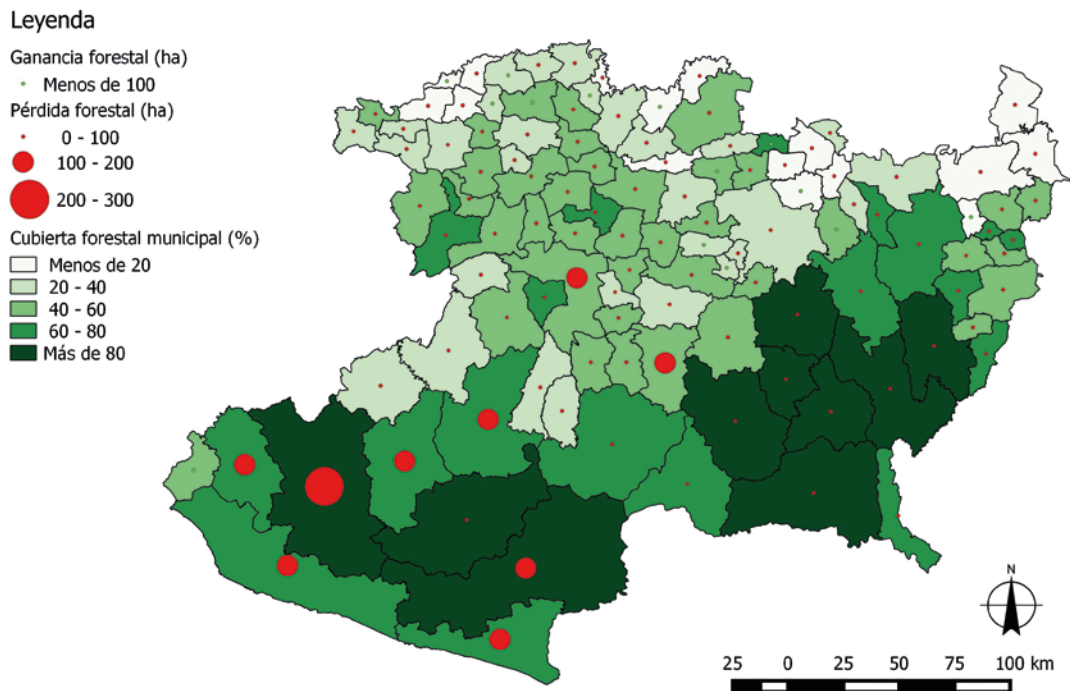 Leyenda
Ganancia forestal (ha)
Menos de 100
Pérdida forestal (ha)
0 - 100
100 - 200
200 - 300
Cubierta forestal municipal (%)
Menos de 20
20 - 40
40 - 60
60 - 80
Más de 80
N
25 0 25 50 75 100 km